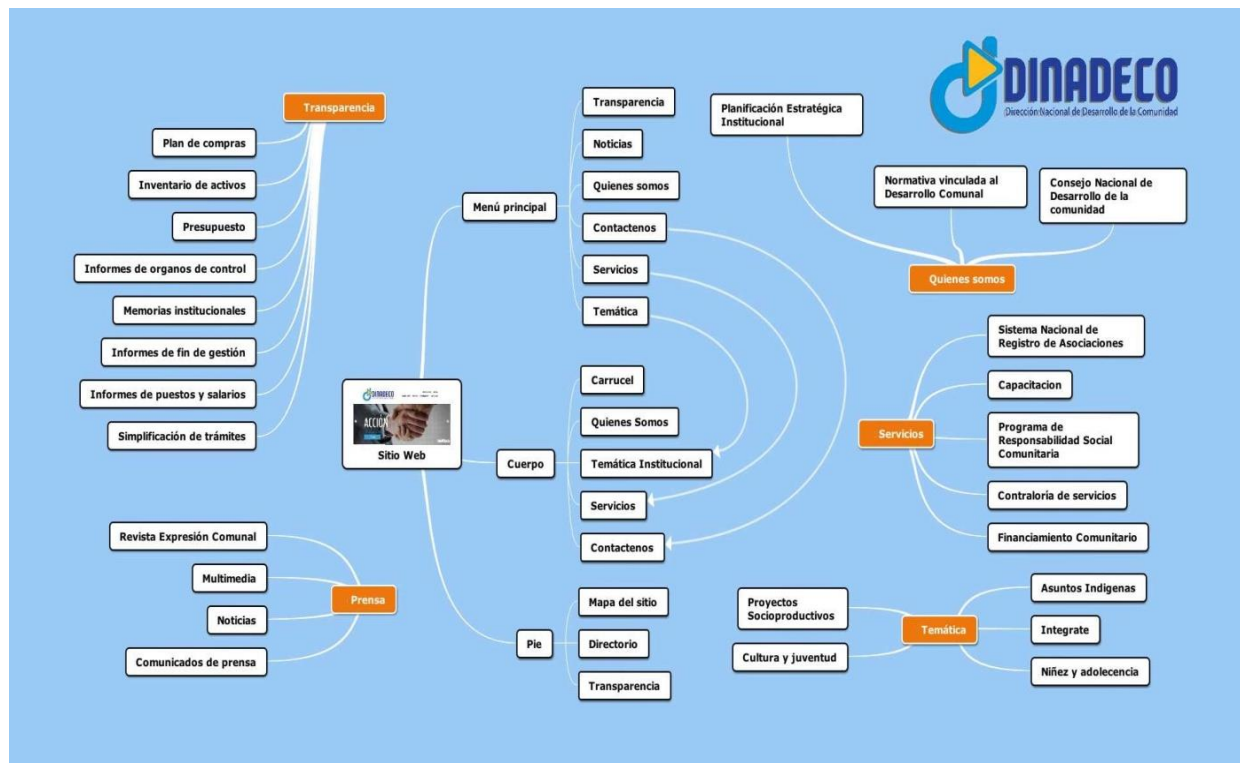 DINADECO
Dirección Nacional de Desarrollo de la Comunidad
Transparencia
Plan de compras
Inventario de activos
Presupuesto
Informes de organos de control
Memorias institucionales
Informes de fin de gestión
Informes de puestos y salarios
Simplificación de trámites
Revista Expresión Comunal
Multimedia
Noticias
Comunicados de prensa
Prensa
DINADECO
ACCIÓN
Sitio Web
Menú principal
Transparencia
Noticias
Quienes somos
Contactenos
Servicios
Temática
Cuerpo
Carrucel
Quienes Somos
Temática Institucional
Servicios
Contactenos
Pie
Mapa del sitio
Directorio
Transparencia
Planificación Estratégica
Institucional
Normativa vinculada al
Desarrollo Comunal
Consejo Nacional de
Desarrollo de la
comunidad
Quienes somos
Servicios
Sistema Nacional de
Registro de Asociaciones
Capacitacion
Programa de
Responsabilidad Social
Comunitaria
Contraloría de servicios
Financiamiento Comunitario
Proyectos
Socioproductivos
Cultura y juventud
Temática
Asuntos Indigenas
Integrate
Niñez y adolecencia